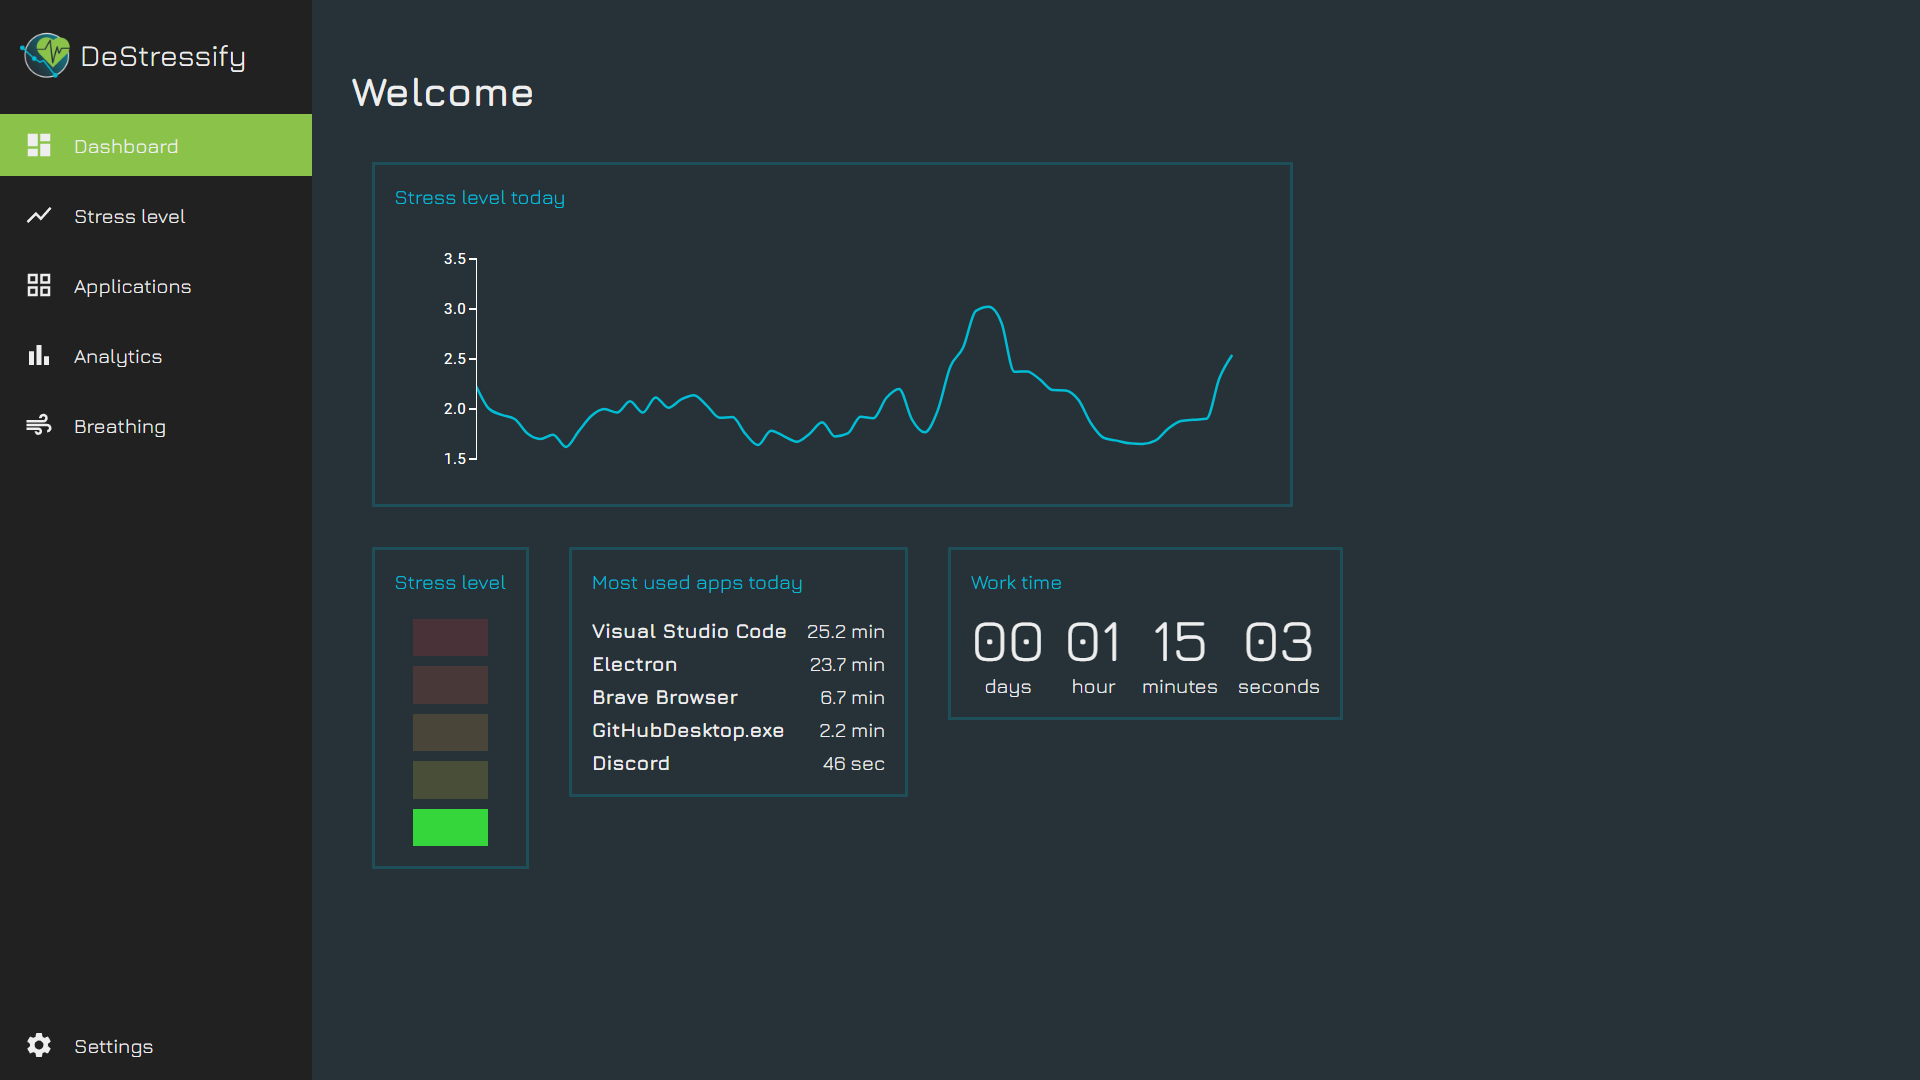 DeStressify
Dashboard
Stress level
Applications
Analytics
Breathing
Settings
Welcome
Stress level today
3.5
3.0
2.5
2.0
1.5
Stress level
Most used apps today
Visual Studio Code 25.2 min
Electron 23.7 min
Brave Browser 6.7 min
GitHubDesktop.exe 2.2 min
Discord 46 sec
Work time
00 01 15 03
days hour minutes seconds